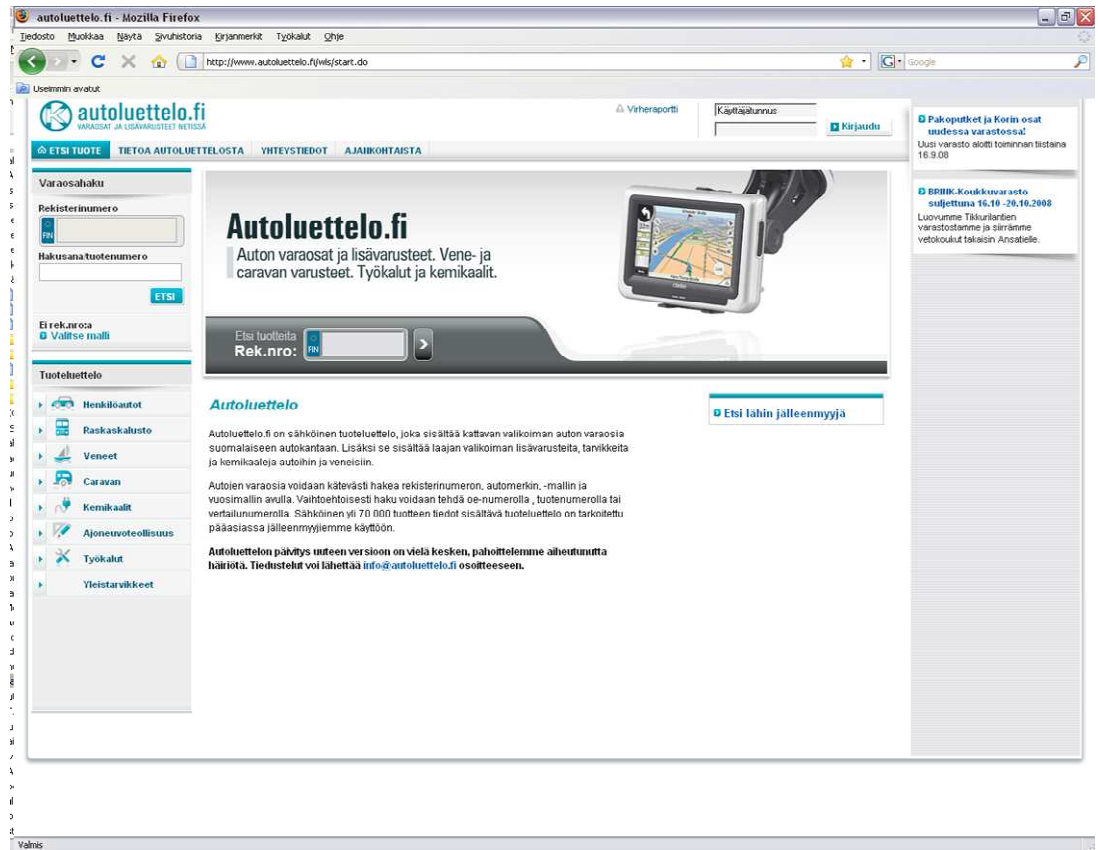 autoluettelo.fi - Mozilla Firefox
Tiedosto Muokkaa Näytä Sivuhistoria Kirjanmerkit Työkalut Ohje
http://www.autoluettelo.fi/wis/start.do
Google
Useimmin avatut
autoluettelo.fi
VARAOSAT JA LISÄVARUSTEET NETISSÄ
Virheraportti
Käyttäjätunnus
Kirjaudu
ETSI TUOTE TIETOA AUTOLUETTELOSTA YHTEYSTIEDOT AJANKOHTAISTA
Varaosahaku
Rekisterinumero
FIN
Hakusana/tuotenumero
ETSI
Ei rek.nro:a
Valitse malli
Tuoteluettelo
Henkilöautot
Raskaskalusto
Veneet
Caravan
Kemikaalit
Ajoneuvoteollisuus
Työkalut
Yleistarvikkeet
Autoluettelo.fi
Auton varaosat ja lisävarusteet. Vene- ja
caravan varusteet. Työkalut ja kemikaalit.
Etsi tuotteita
Rek.nro:
FIN
Autoluettelo
Autoluettelo.fi on sähköinen tuoteluettelo, joka sisältää kattavan valikoiman auton varaosia
suomalaiseen autokantaan. Lisäksi se sisältää laajan valikoiman lisävarusteita, tarvikkeita
ja kemikaaleja autoihin ja veneisiin.
Autojen varaosia voidaan kätevästi hakea rekisterinumeron, automerkin, -mallin ja
vuosimallin avulla. Vaihtoehtoisesti haku voidaan tehdä oe-numerolla , tuotenumerolla tai
vertailunumerolla. Sähköinen yli 70 000 tuotteen tiedot sisältävä tuoteluettelo on tarkoitettu
pääasiassa jälleenmyyjiemme käyttöön.
Autoluettelon päivitys uuteen versioon on vielä kesken, pahoittelemme aiheutunutta
häiriötä. Tiedustelut voi lähettää info@autoluettelo.fi osoitteeseen.
Etsi lähin jälleenmyyjä
Pakoputket ja Korin osat
uudessa varastossa!
Uusi varasto aloitti toiminnan tiistaina
16.9.08
BRINK-Koukkuvarasto
suljettuna 16.10 -20.10.2008
Luovumme Tikkurilantien
varastostamme ja siirrämme
vetokoukut takaisin Ansatielle.
Valmis